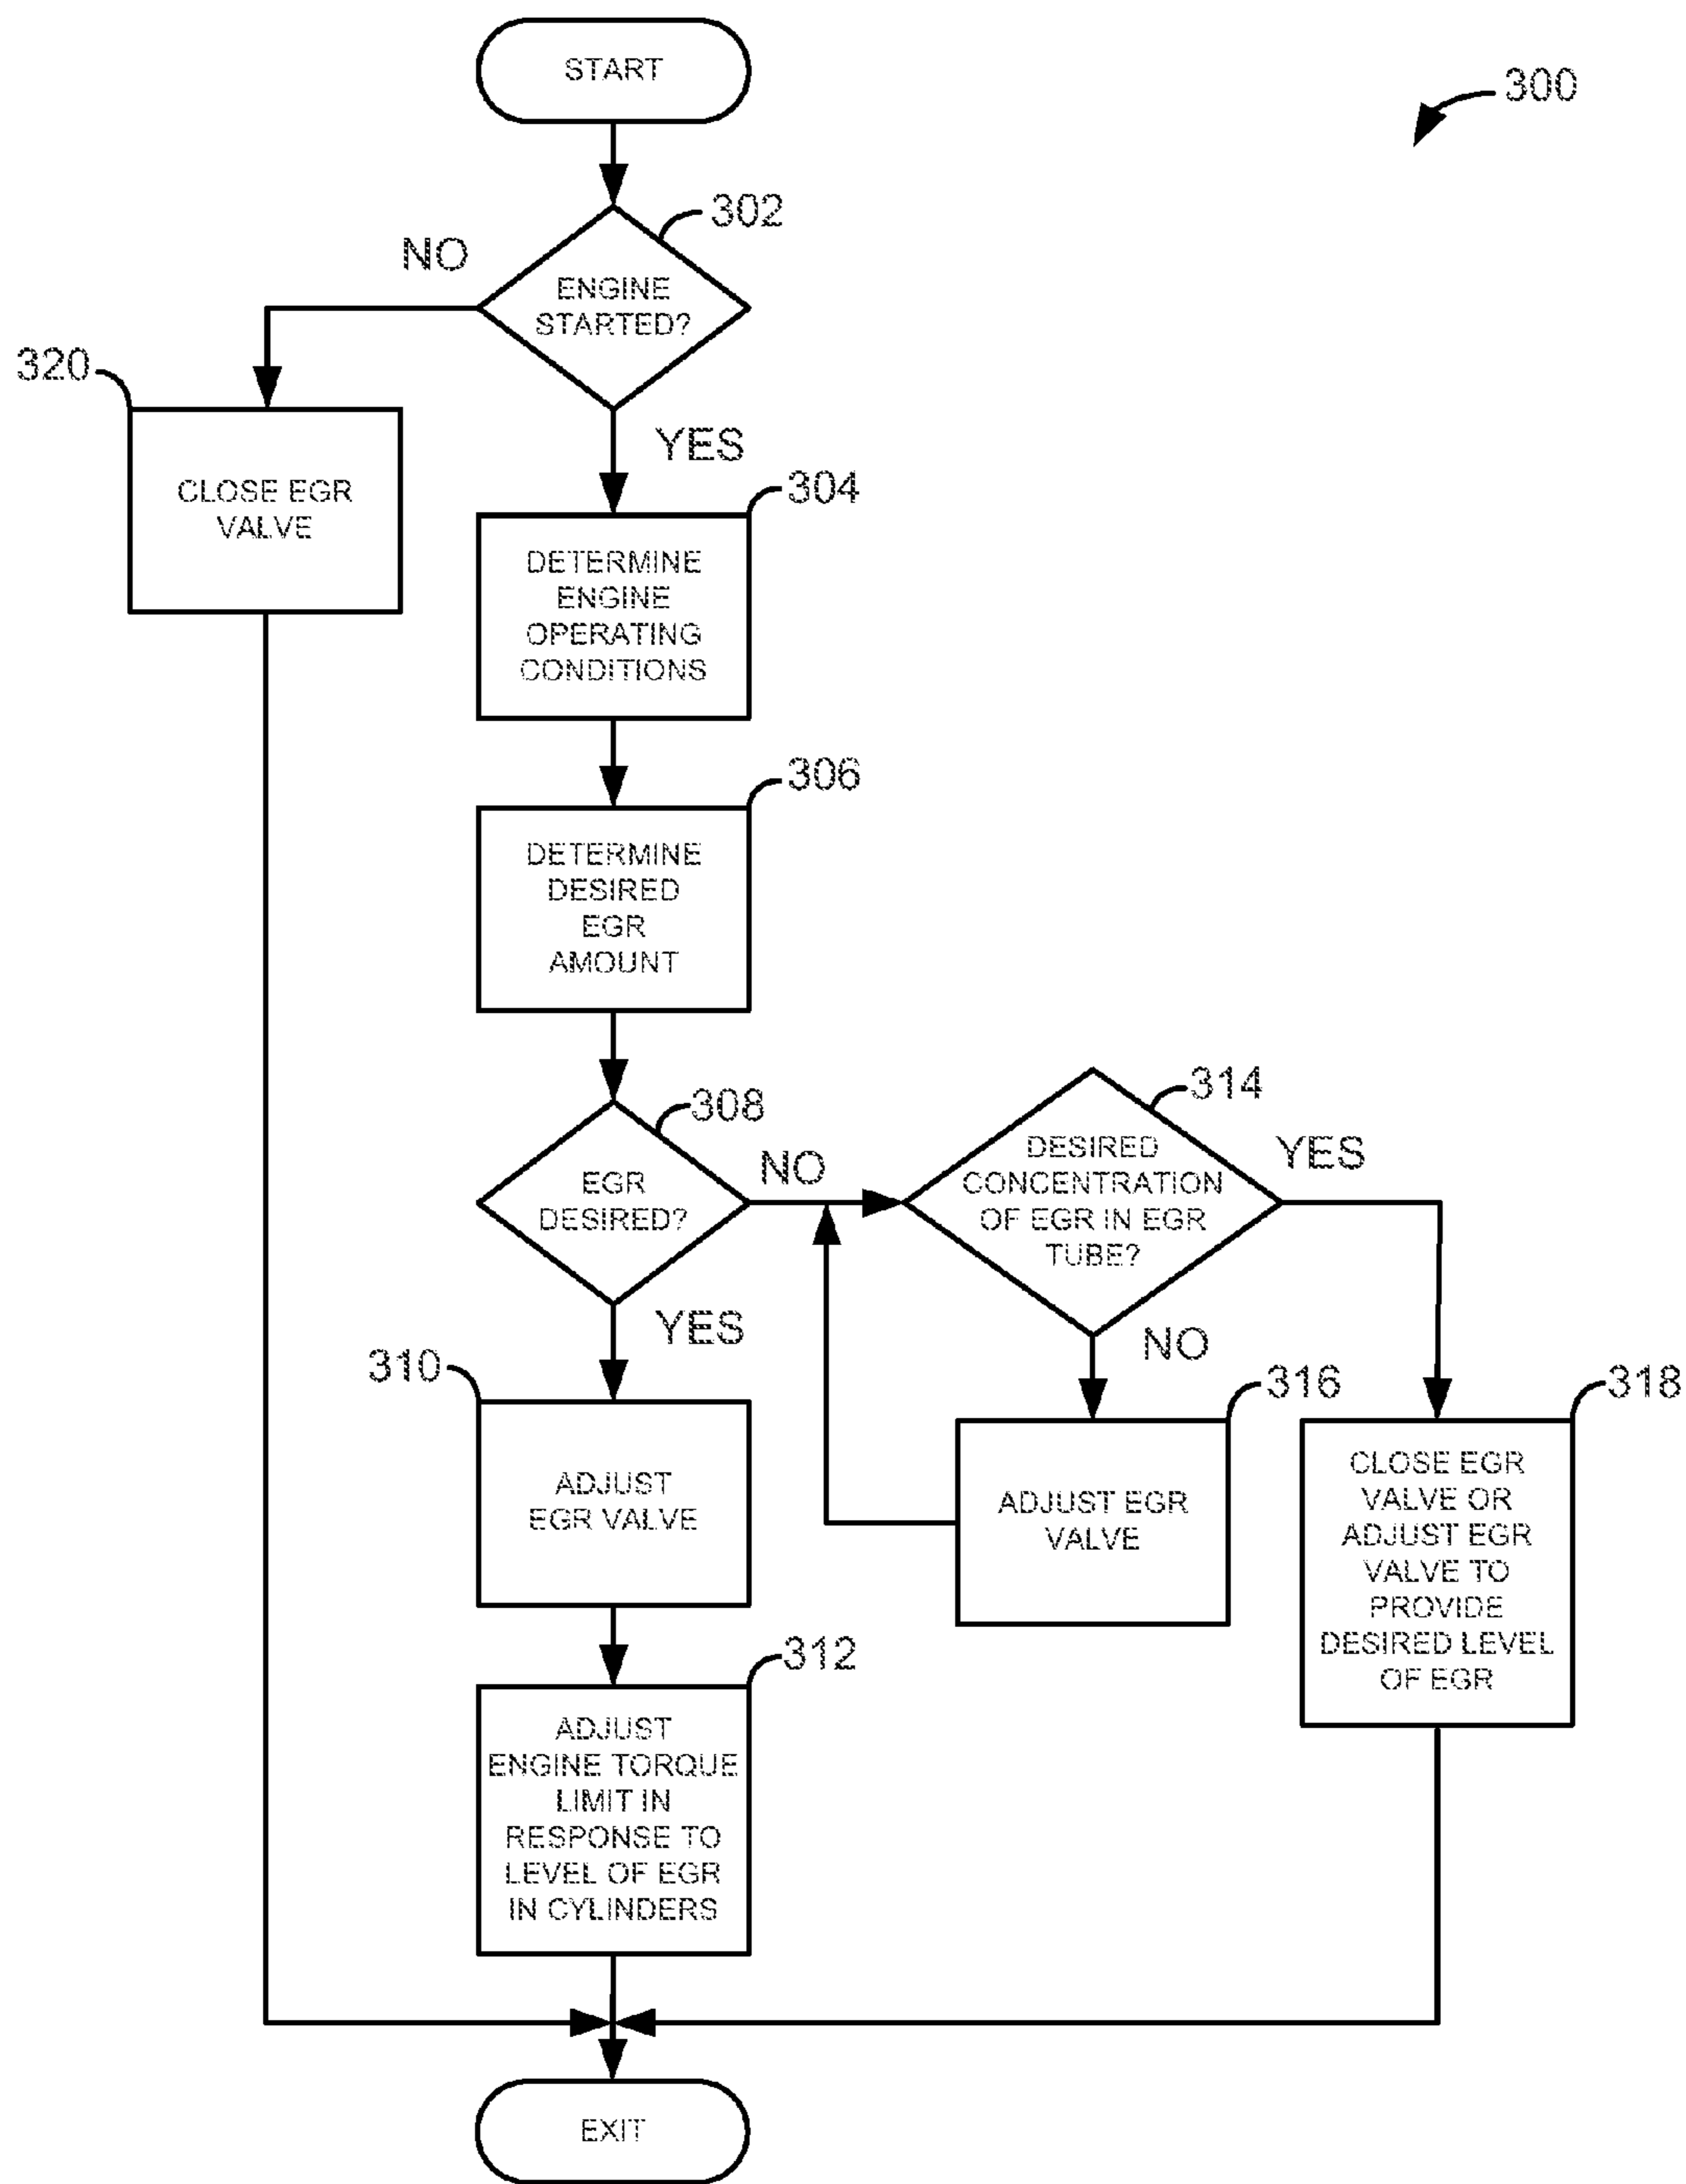 START
300
302
NO
ENGINE
STARTED?
320
YES
CLOSE EGR
VALVE
304
DETERMINE
ENGINE
OPERATING
CONDITIONS
306
DETERMINE
DESIRED
EGR
AMOUNT
308
EGR
DESIRED?
NO
314
DESIRED
CONCENTRATION
OF EGR IN EGR
TUBE?
YES
YES
NO
310
ADJUST
EGR VALVE
316
ADJUST EGR
VALVE
318
CLOSE EGR
VALVE OR
ADJUST EGR
VALVE TO
PROVIDE
DESIRED LEVEL
OF EGR
312
ADJUST
ENGINE TORQUE
LIMIT IN
RESPONSE TO
LEVEL OF EGR
IN CYLINDERS
EXIT